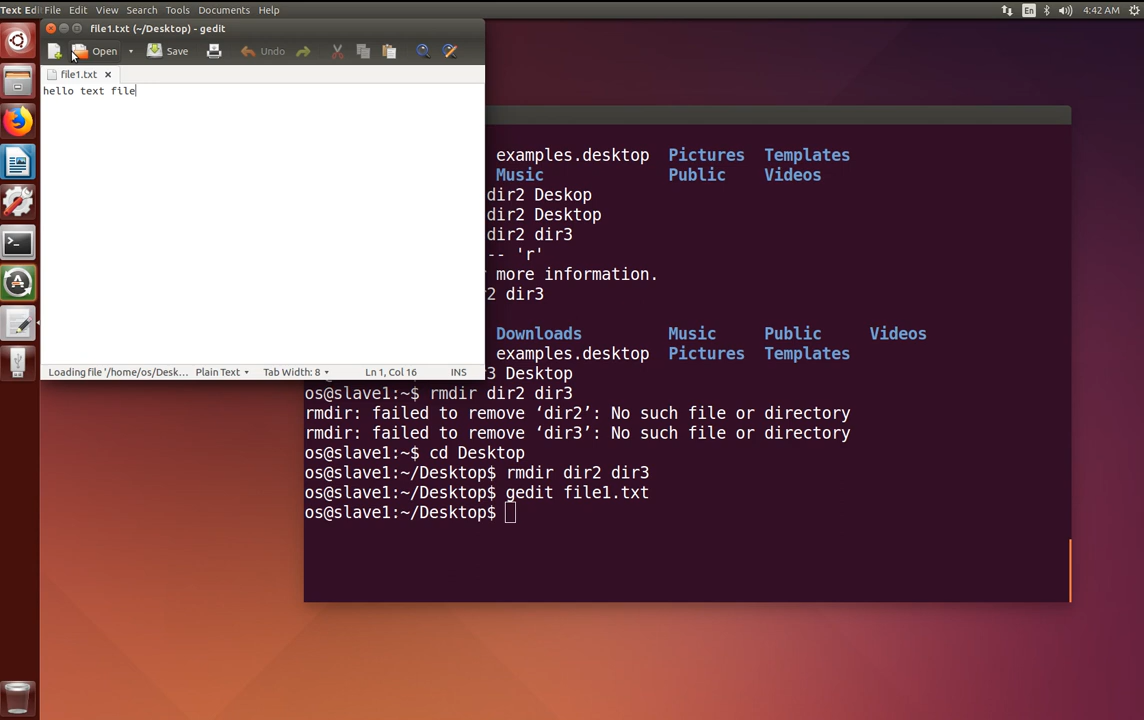 Text Edi File Edit View Search Tools Documents Help
En 4:42 AM
file1.txt (~/Desktop) - gedit
Open Save Undo
file1.txt
hello text file
Loading file '/home/os/Desk... Plain Text Tab Width: 8 Ln 1, Col 16 INS
examples.desktop Pictures Templates
Music Public Videos
dir2 Deskop
dir2 Desktop
dir2 dir3
-- 'r'
more information.
2 dir3
Downloads Music Public Videos
examples.desktop Pictures Templates
3 Desktop
os@slave1:~$ rmdir dir2 dir3
rmdir: failed to remove ‘dir2’: No such file or directory
rmdir: failed to remove ‘dir3’: No such file or directory
os@slave1:~$ cd Desktop
os@slave1:~/Desktop$ rmdir dir2 dir3
os@slave1:~/Desktop$ gedit file1.txt
os@slave1:~/Desktop$